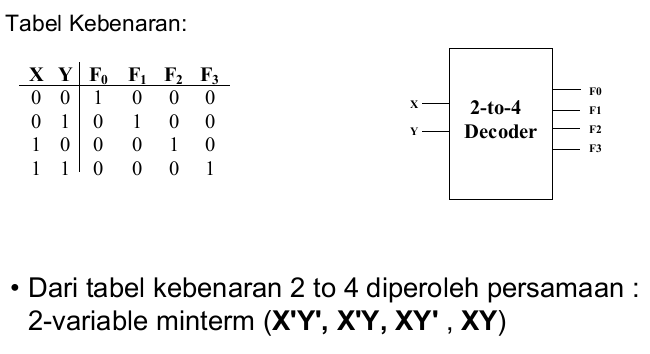 Tabel Kebenaran:
X Y F₀ F₁ F₂ F₃
0 0 1 0 0 0
0 1 0 1 0 0
1 0 0 0 1 0
1 1 0 0 0 1
2-to-4
Decoder
X
Y
F0
F1
F2
F3
• Dari tabel kebenaran 2 to 4 diperoleh persamaan :
2-variable minterm (X'Y', X'Y, XY' , XY)